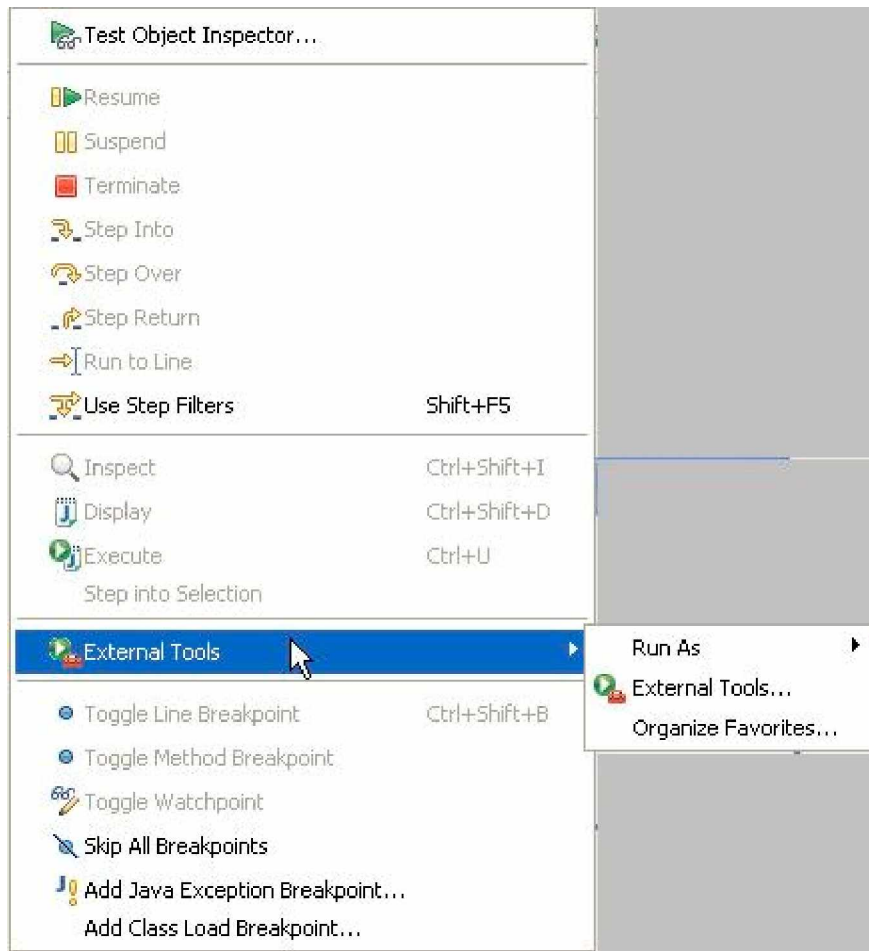 Test Object Inspector...
Resume
Suspend
Terminate
Step Into
Step Over
Step Return
Run to Line
Use Step Filters Shift+F5
Inspect Ctrl+Shift+I
Display Ctrl+Shift+D
Execute Ctrl+U
Step into Selection
External Tools
Run As
External Tools...
Organize Favorites...
Toggle Line Breakpoint Ctrl+Shift+B
Toggle Method Breakpoint
Toggle Watchpoint
Skip All Breakpoints
Add Java Exception Breakpoint...
Add Class Load Breakpoint...